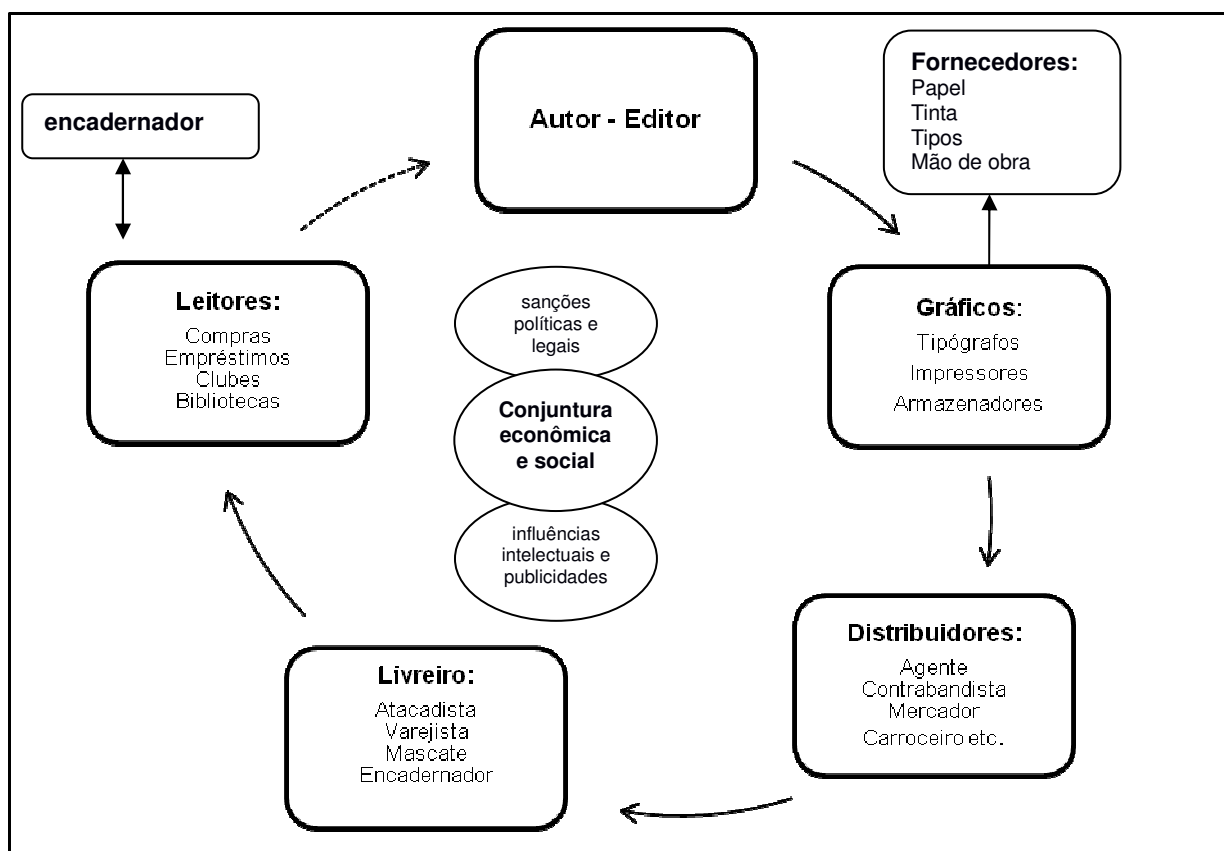 Autor - Editor
Fornecedores:
Papel
Tinta
Tipos
Mão de obra
encadernador
Leitores:
Compras
Empréstimos
Clubes
Bibliotecas
sanções
políticas e
legais
Conjuntura
econômica
e social
influências
intelectuais e
publicidades
Gráficos:
Tipógrafos
Impressores
Armazenadores
Distribuidores:
Agente
Contrabandista
Mercador
Carroceiro etc.
Livreiro:
Atacadista
Varejista
Mascate
Encadernador